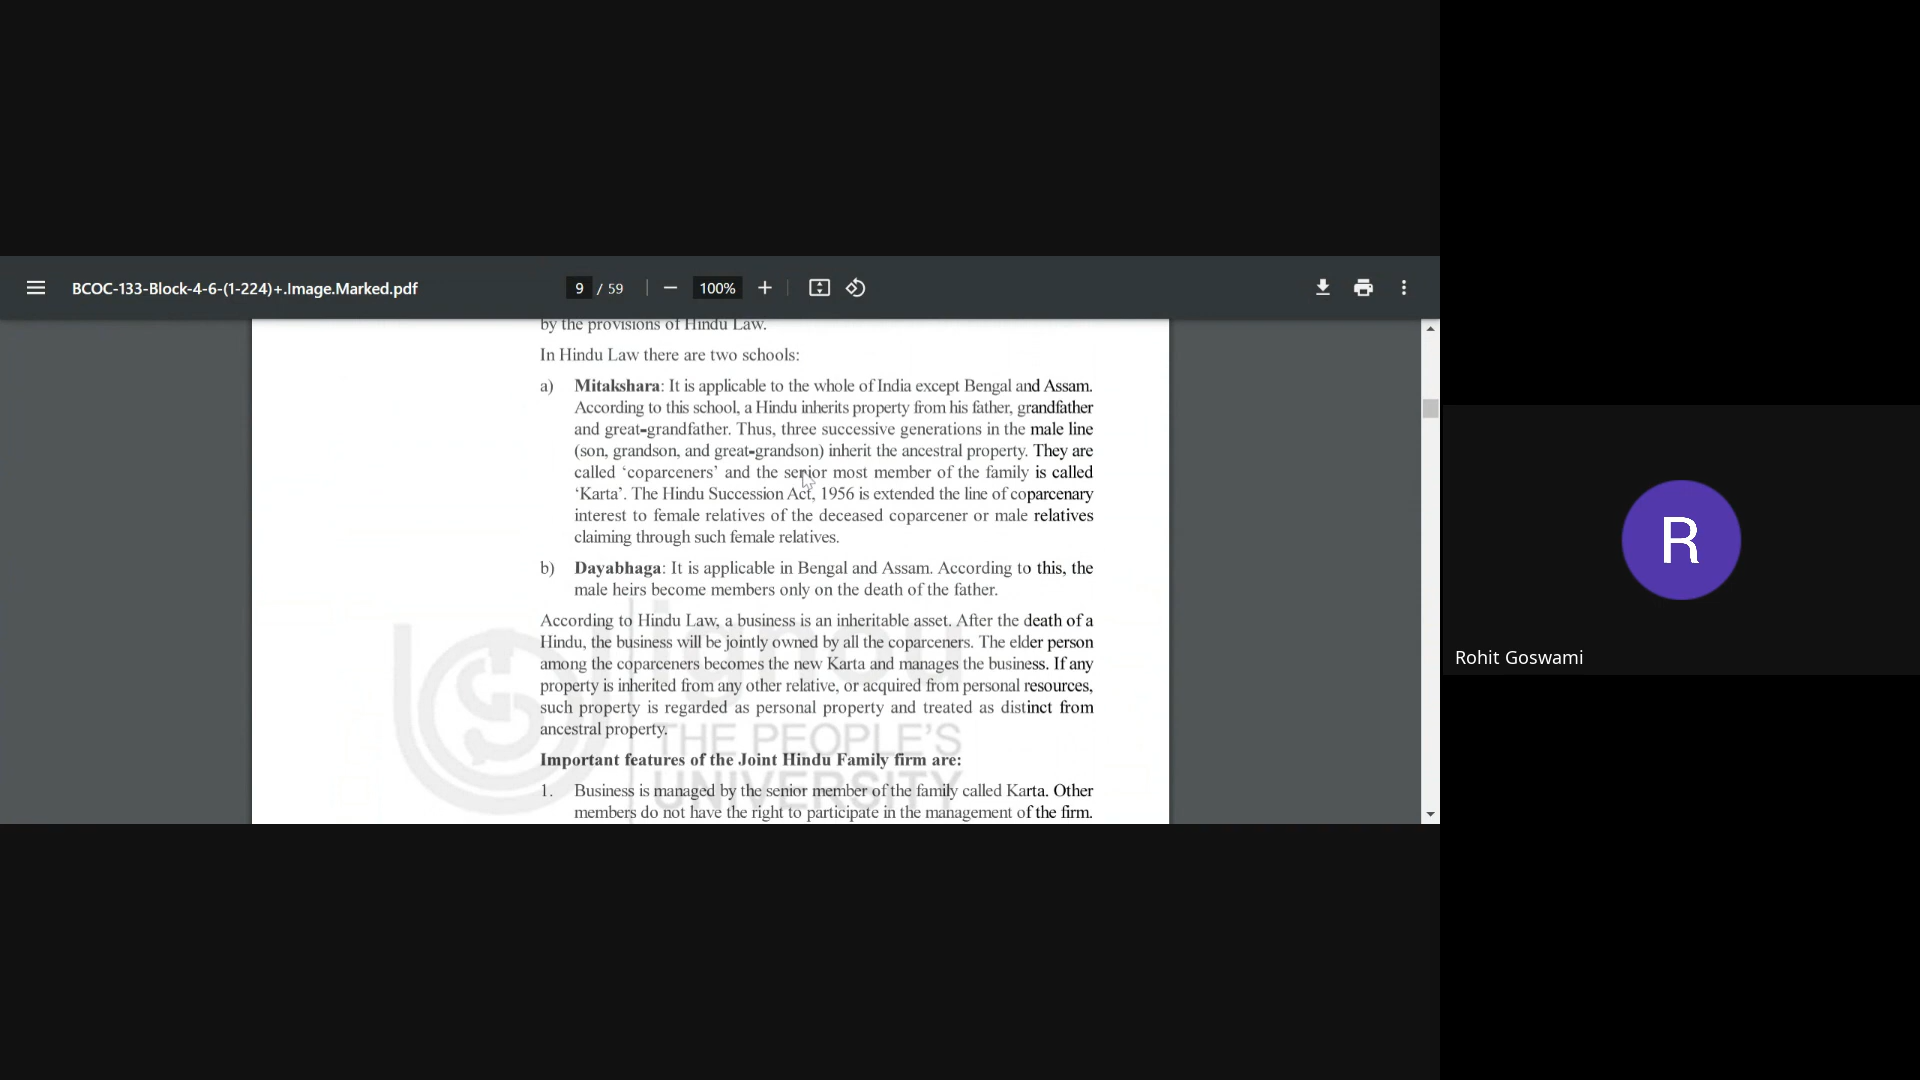 BCOC-133-Block-4-6-(1-224)+.Image.Marked.pdf
9 / 59
100%
by the provisions of Hindu Law.
In Hindu Law there are two schools:
a) Mitakshara: It is applicable to the whole of India except Bengal and Assam.
According to this school, a Hindu inherits property from his father, grandfather
and great-grandfather. Thus, three successive generations in the male line
(son, grandson, and great-grandson) inherit the ancestral property. They are
called ‘coparceners’ and the senior most member of the family is called
‘Karta’. The Hindu Succession Act, 1956 is extended the line of coparcenary
interest to female relatives of the deceased coparcener or male relatives
claiming through such female relatives.
b) Dayabhaga: It is applicable in Bengal and Assam. According to this, the
male heirs become members only on the death of the father.
According to Hindu Law, a business is an inheritable asset. After the death of a
Hindu, the business will be jointly owned by all the coparceners. The elder person
among the coparceners becomes the new Karta and manages the business. If any
property is inherited from any other relative, or acquired from personal resources,
such property is regarded as personal property and treated as distinct from
ancestral property.
Important features of the Joint Hindu Family firm are:
1. Business is managed by the senior member of the family called Karta. Other
members do not have the right to participate in the management of the firm.
ignou
THE PEOPLE'S
UNIVERSITY
R
Rohit Goswami